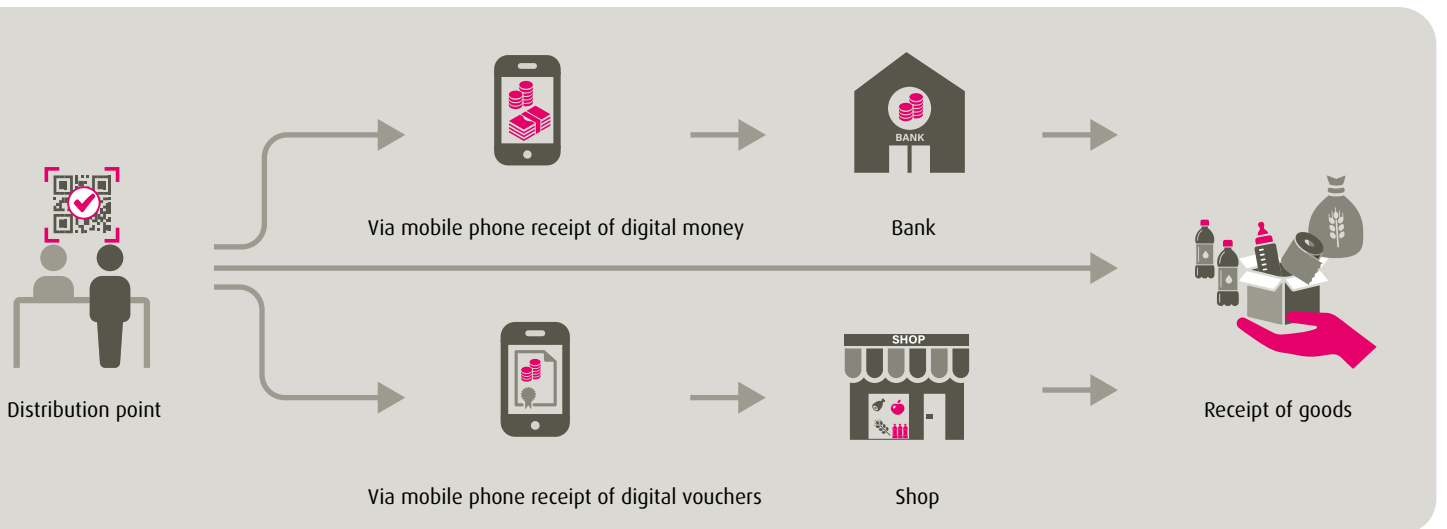 BANK
Via mobile phone receipt of digital money
Bank
Distribution point
SHOP
Receipt of goods
Via mobile phone receipt of digital vouchers
Shop